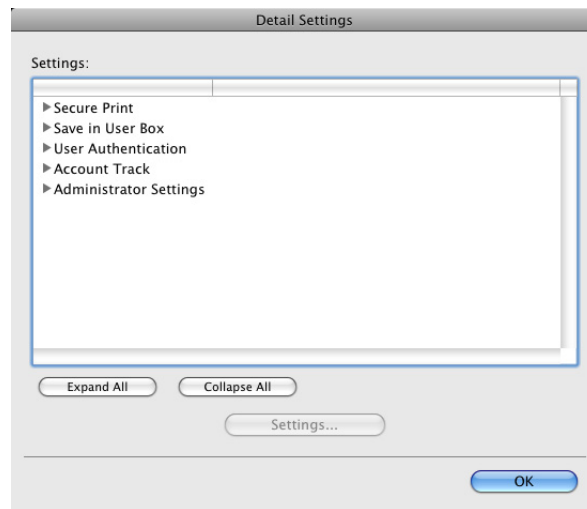 Detail Settings
Settings:
Secure Print
Save in User Box
User Authentication
Account Track
Administrator Settings
Expand All Collapse All
Settings...
OK